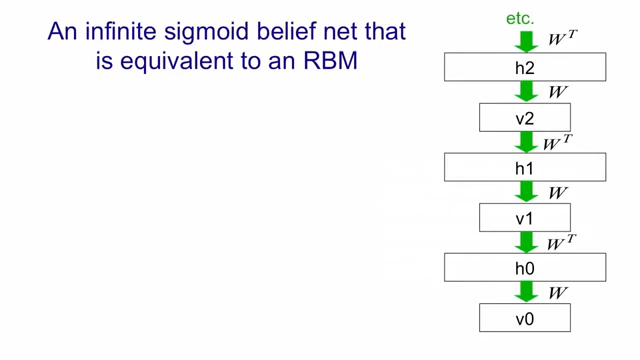 An infinite sigmoid belief net that
is equivalent to an RBM
etc.
W^T
h2
W
v2
W^T
h1
W
v1
W^T
h0
W
v0